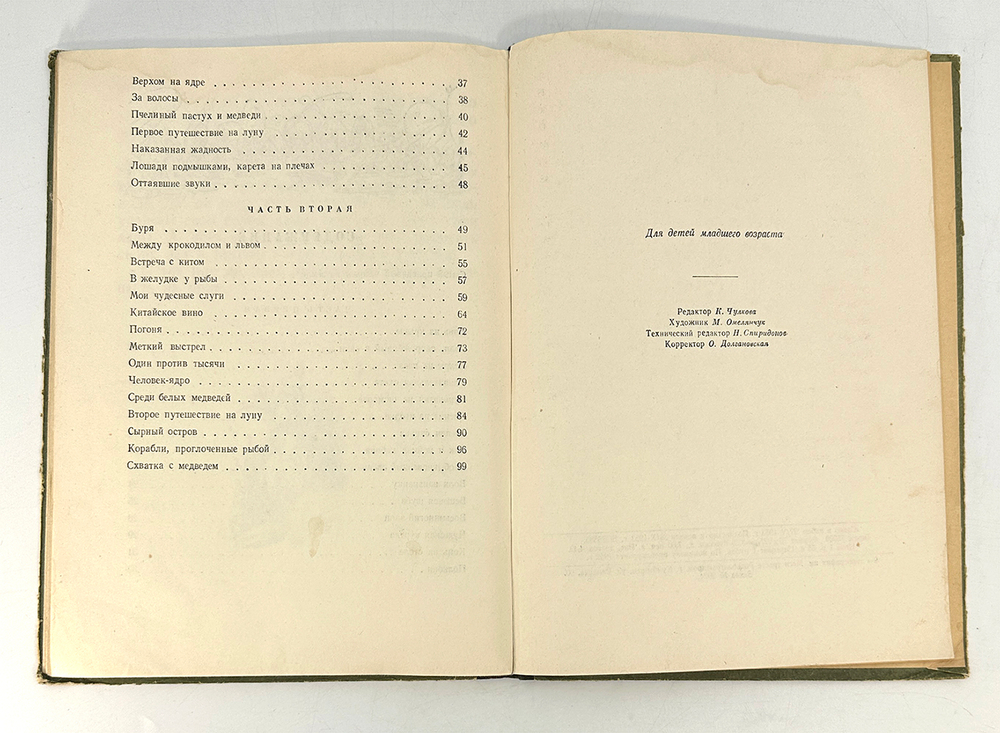 Верхом на ядре . . . . . . . . . . . . . . . . . . . . 37
За волосы . . . . . . . . . . . . . . . . . . . . . . 38
Пчелиный пастух и медведи . . . . . . . . . . . . . . . 40
Первое путешествие на луну . . . . . . . . . . . . . . . 42
Наказанная жадность . . . . . . . . . . . . . . . . . . 44
Лошади подмышками, карета на плечах . . . . . . . . . . 45
Оттаявшие звуки . . . . . . . . . . . . . . . . . . . . 48
ЧАСТЬ ВТОРАЯ
Буря . . . . . . . . . . . . . . . . . . . . . . . . 49
Между крокодилом и львом . . . . . . . . . . . . . . . 51
Встреча с китом . . . . . . . . . . . . . . . . . . . 55
В желудке у рыбы . . . . . . . . . . . . . . . . . . . 57
Мои чудесные слуги . . . . . . . . . . . . . . . . . . 59
Китайское вино . . . . . . . . . . . . . . . . . . . . 64
Погоня . . . . . . . . . . . . . . . . . . . . . . . 72
Меткий выстрел . . . . . . . . . . . . . . . . . . . . 73
Один против тысячи . . . . . . . . . . . . . . . . . . 77
Человек-ядро . . . . . . . . . . . . . . . . . . . . . 79
Среди белых медведей . . . . . . . . . . . . . . . . . 81
Второе путешествие на луну . . . . . . . . . . . . . . 84
Сырный остров . . . . . . . . . . . . . . . . . . . . 90
Корабли, проглоченные рыбой . . . . . . . . . . . . . . 96
Схватка с медведем . . . . . . . . . . . . . . . . . . 99
Для детей младшего возраста
Редактор К. Чулкова
Художник М. Омелянчук
Технический редактор Н. Спиридонов
Корректор О. Долгановская